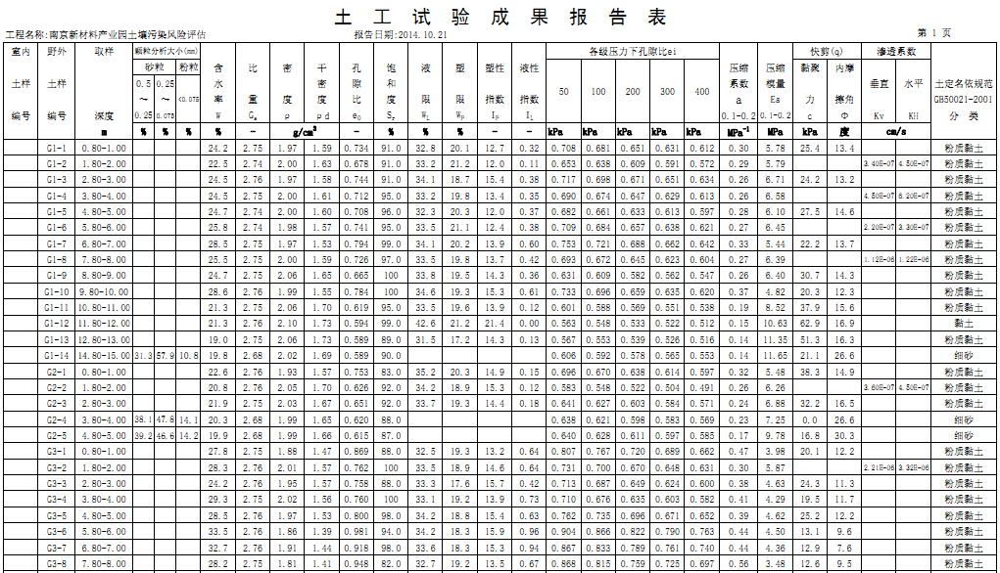 土 工 试 验 成 果 报 告 表
工程名称:南京新材料产业园土壤污染风险评估 报告日期:2014.10.21 第 1 页
室内 土样 编号 野外 土样 编号 取样 深度 m 颗粒分析大小(mm) 砂粒 粉粒 0.5 ~ 0.25 0.25 ~ 0.075 <0.075 含水率 W 比重 Gs 密度 ρ 干密度 ρd 孔隙比 e0 饱和度 Sr 液限 WL 塑限 WP 塑性指数 IP 液性指数 IL 各级压力下孔隙比ei 50 100 200 300 400 压缩系数 a 0.1-0.2 压缩模量 Es 0.1-0.2 快剪(q) 黏聚力 c 内摩擦角 Φ 渗透系数 垂直 Kv 水平 KH 土定名依规范 GB50021-2001 分 类
% % % % - g/cm³ - % % % - - kPa kPa kPa kPa kPa MPa⁻¹ MPa kPa 度 cm/s
G1-1 0.80-1.00 24.2 2.75 1.97 1.59 0.734 91.0 32.8 20.1 12.7 0.32 0.708 0.681 0.651 0.631 0.612 0.30 5.78 25.4 13.4 粉质黏土
G1-2 1.80-2.00 22.5 2.74 2.00 1.63 0.678 91.0 33.2 21.2 12.0 0.11 0.653 0.638 0.609 0.591 0.572 0.29 5.79 3.40E-07 4.50E-07 粉质黏土
G1-3 2.80-3.00 24.5 2.76 1.97 1.58 0.744 91.0 34.1 18.7 15.4 0.38 0.717 0.698 0.671 0.651 0.634 0.26 6.71 24.2 13.2 粉质黏土
G1-4 3.80-4.00 24.5 2.75 2.00 1.61 0.712 95.0 33.2 19.8 13.4 0.35 0.690 0.674 0.647 0.629 0.613 0.26 6.58 4.50E-07 6.20E-07 粉质黏土
G1-5 4.80-5.00 24.7 2.74 2.00 1.60 0.708 96.0 32.3 20.3 12.0 0.37 0.682 0.661 0.633 0.613 0.597 0.28 6.10 27.5 14.6 粉质黏土
G1-6 5.80-6.00 25.8 2.74 1.98 1.57 0.741 95.0 33.5 21.1 12.4 0.38 0.709 0.684 0.657 0.638 0.621 0.27 6.45 2.20E-07 3.30E-07 粉质黏土
G1-7 6.80-7.00 28.5 2.75 1.97 1.53 0.794 99.0 34.1 20.2 13.9 0.60 0.753 0.721 0.688 0.662 0.642 0.33 5.44 22.2 13.7 粉质黏土
G1-8 7.80-8.00 25.5 2.75 2.00 1.59 0.726 97.0 33.5 19.8 13.7 0.42 0.693 0.672 0.645 0.623 0.604 0.27 6.39 1.12E-06 1.22E-06 粉质黏土
G1-9 8.80-9.00 24.7 2.75 2.06 1.65 0.665 100 33.8 19.5 14.3 0.36 0.631 0.609 0.582 0.562 0.547 0.26 6.40 30.7 14.3 粉质黏土
G1-10 9.80-10.00 28.6 2.76 1.99 1.55 0.784 100 34.6 19.3 15.3 0.61 0.733 0.696 0.659 0.635 0.620 0.37 4.82 20.3 12.3 粉质黏土
G1-11 10.80-11.00 21.3 2.75 2.06 1.70 0.619 95.0 33.5 19.6 13.9 0.12 0.601 0.588 0.569 0.551 0.538 0.19 8.52 37.9 15.6 粉质黏土
G1-12 11.80-12.00 21.3 2.76 2.10 1.73 0.594 99.0 42.6 21.2 21.4 0.00 0.563 0.548 0.533 0.522 0.512 0.15 10.63 62.9 16.9 黏土
G1-13 12.80-13.00 19.0 2.75 2.06 1.73 0.589 89.0 31.5 17.2 14.3 0.13 0.567 0.553 0.539 0.526 0.516 0.14 11.35 51.3 16.3 粉质黏土
G1-14 14.80-15.00 31.3 57.9 10.8 19.8 2.68 2.02 1.69 0.589 90.0 0.606 0.592 0.578 0.565 0.553 0.14 11.65 21.1 26.6 细砂
G2-1 0.80-1.00 22.6 2.76 1.93 1.57 0.753 83.0 35.2 20.3 14.9 0.15 0.696 0.670 0.638 0.614 0.597 0.32 5.48 38.3 14.9 粉质黏土
G2-2 1.80-2.00 20.8 2.76 2.05 1.70 0.626 92.0 34.2 18.9 15.3 0.12 0.583 0.548 0.522 0.504 0.491 0.26 6.26 3.60E-07 4.50E-07 粉质黏土
G2-3 2.80-3.00 21.9 2.75 2.03 1.67 0.651 92.0 33.7 19.3 14.4 0.18 0.641 0.627 0.603 0.584 0.571 0.24 6.88 32.2 16.5 粉质黏土
G2-4 3.80-4.00 38.1 47.8 14.1 20.3 2.68 1.99 1.65 0.620 88.0 0.638 0.621 0.598 0.583 0.569 0.23 7.25 0.0 26.6 细砂
G2-5 4.80-5.00 39.2 46.6 14.2 19.9 2.68 1.99 1.66 0.615 87.0 0.640 0.628 0.611 0.597 0.585 0.17 9.78 16.8 30.3 细砂
G3-1 0.80-1.00 27.8 2.75 1.88 1.47 0.869 88.0 32.5 19.3 13.2 0.64 0.807 0.767 0.720 0.689 0.662 0.47 3.98 20.1 12.2 粉质黏土
G3-2 1.80-2.00 28.3 2.76 2.01 1.57 0.762 100 33.5 18.9 14.6 0.64 0.731 0.700 0.670 0.648 0.631 0.30 5.87 2.21E-06 3.32E-06 粉质黏土
G3-3 2.80-3.00 24.2 2.76 1.95 1.57 0.758 88.0 33.3 17.6 15.7 0.42 0.713 0.687 0.649 0.624 0.600 0.38 4.63 24.3 11.3 粉质黏土
G3-4 3.80-4.00 29.3 2.75 2.02 1.56 0.760 100 33.1 19.2 13.9 0.73 0.710 0.676 0.635 0.603 0.582 0.41 4.29 19.5 11.7 粉质黏土
G3-5 4.80-5.00 28.5 2.76 1.97 1.53 0.800 98.0 34.2 18.8 15.4 0.63 0.762 0.735 0.696 0.671 0.652 0.39 4.62 25.2 12.2 粉质黏土
G3-6 5.80-6.00 33.5 2.76 1.86 1.39 0.981 94.0 34.2 18.3 15.9 0.96 0.904 0.866 0.822 0.790 0.763 0.44 4.50 13.1 9.6 粉质黏土
G3-7 6.80-7.00 32.7 2.76 1.91 1.44 0.918 98.0 33.6 18.3 15.3 0.94 0.867 0.833 0.789 0.761 0.740 0.44 4.36 12.9 7.6 粉质黏土
G3-8 7.80-8.00 28.2 2.75 1.81 1.41 0.948 82.0 32.7 19.2 13.5 0.67 0.868 0.815 0.759 0.725 0.697 0.56 3.48 12.6 9.5 粉质黏土